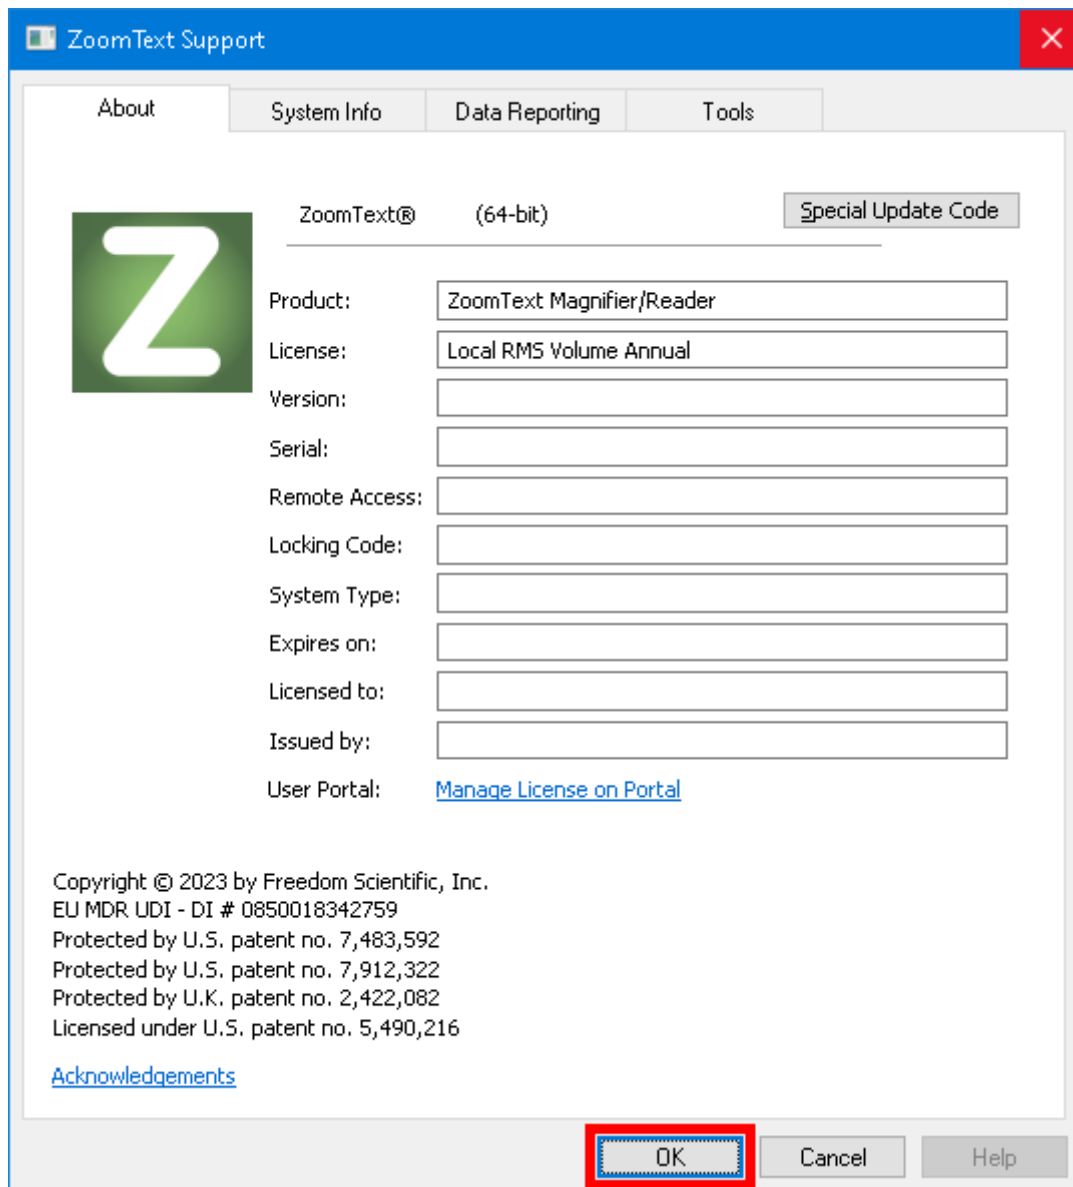 ZoomText Support
About System Info Data Reporting Tools
ZoomText® (64-bit) Special Update Code
Product: ZoomText Magnifier/Reader
License: Local RMS Volume Annual
Version:
Serial:
Remote Access:
Locking Code:
System Type:
Expires on:
Licensed to:
Issued by:
User Portal: Manage License on Portal
Copyright © 2023 by Freedom Scientific, Inc.
EU MDR UDI - DI # 0850018342759
Protected by U.S. patent no. 7,483,592
Protected by U.S. patent no. 7,912,322
Protected by U.K. patent no. 2,422,082
Licensed under U.S. patent no. 5,490,216
Acknowledgements
OK Cancel Help